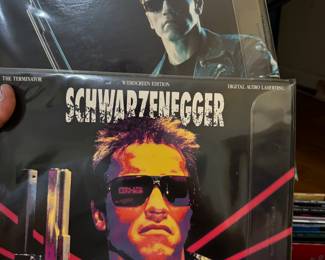 THE TERMINATOR WIDESCREEN EDITION DIGITAL AUDIO LASERDISC
SCHWARZENEGGER